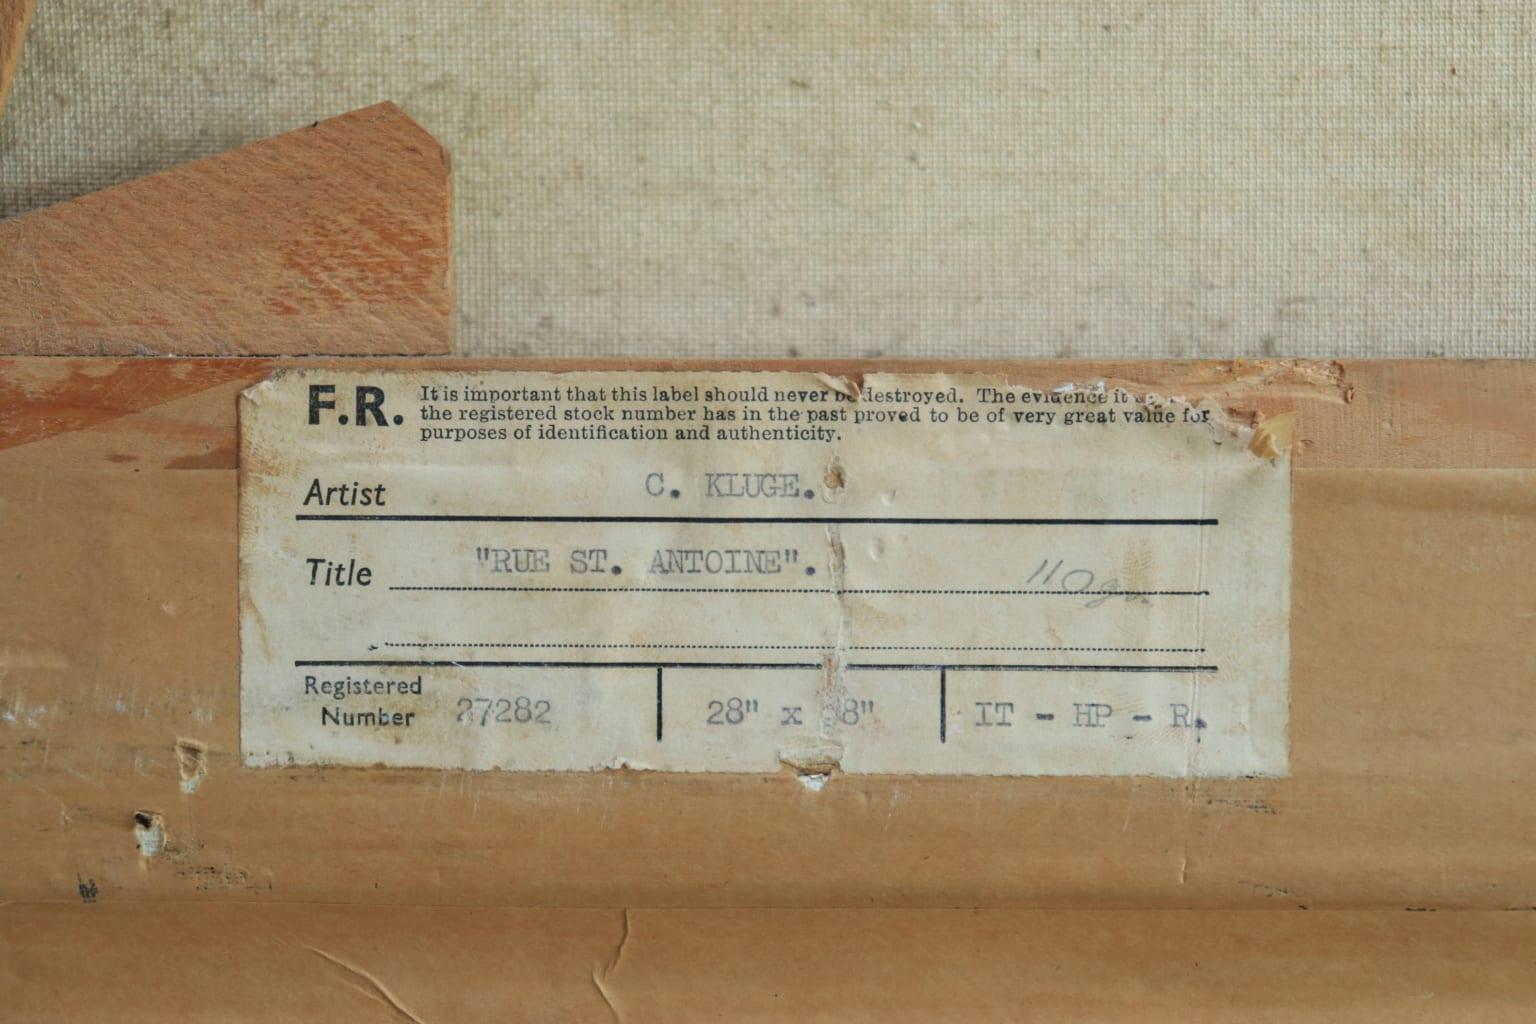 F.R.
It is important that this label should never be destroyed. The evidence it
the registered stock number has in the past proved to be of very great value for
purposes of identification and authenticity.
Artist C. KLUGE.
Title "RUE ST. ANTOINE".
Registered Number 27282 28" x 8" IT - HP - R.